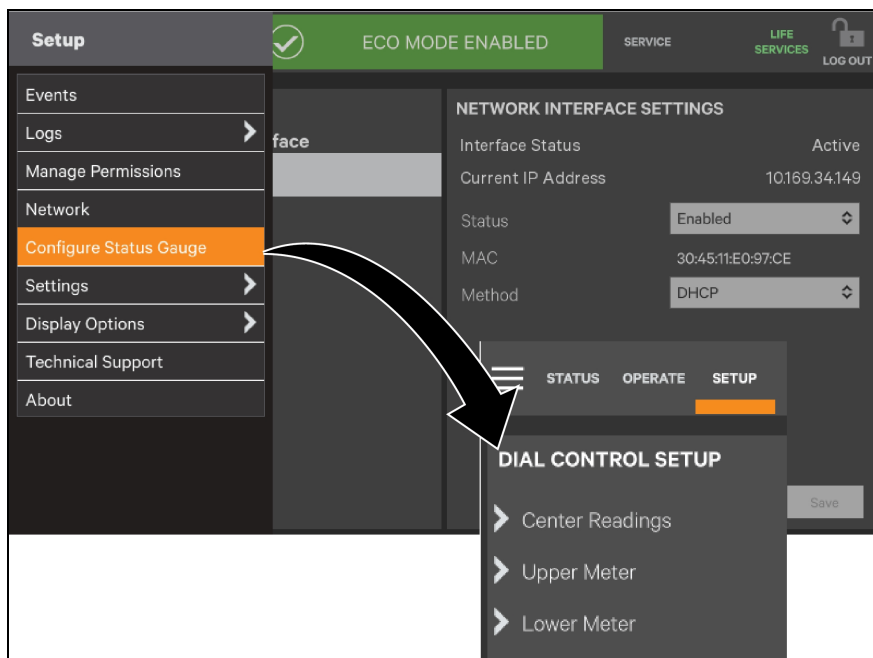 Setup
ECO MODE ENABLED
SERVICE
LIFE
SERVICES
LOG OUT
Events
Logs
Manage Permissions
Network
Configure Status Gauge
Settings
Display Options
Technical Support
About
face
NETWORK INTERFACE SETTINGS
Interface Status Active
Current IP Address 10.169.34.149
Status Enabled
MAC 30:45:11:E0:97:CE
Method DHCP
Save
STATUS OPERATE SETUP
DIAL CONTROL SETUP
Center Readings
Upper Meter
Lower Meter